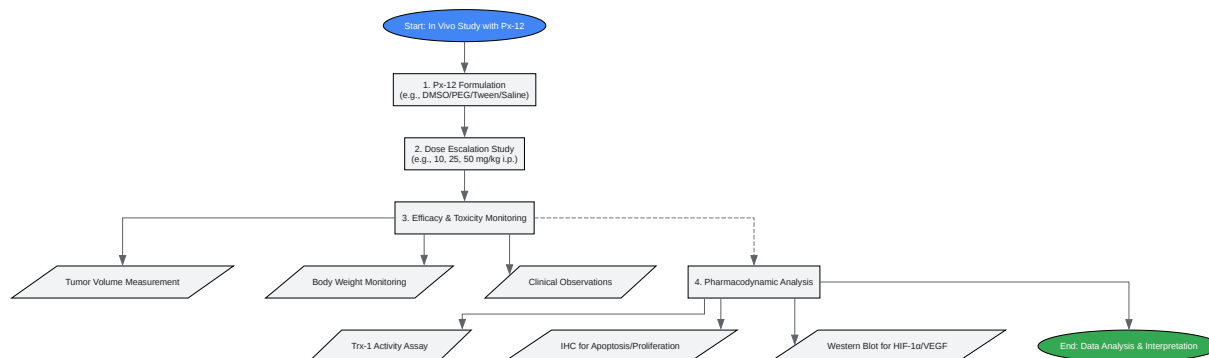 Start: In Vivo Study with Px-12
1. Px-12 Formulation
(e.g., DMSO/PEG/Tween/Saline)
2. Dose Escalation Study
(e.g., 10, 25, 50 mg/kg i.p.)
3. Efficacy & Toxicity Monitoring
Tumor Volume Measurement
Body Weight Monitoring
Clinical Observations
4. Pharmacodynamic Analysis
Trx-1 Activity Assay
IHC for Apoptosis/Proliferation
Western Blot for HIF-1α/VEGF
End: Data Analysis & Interpretation